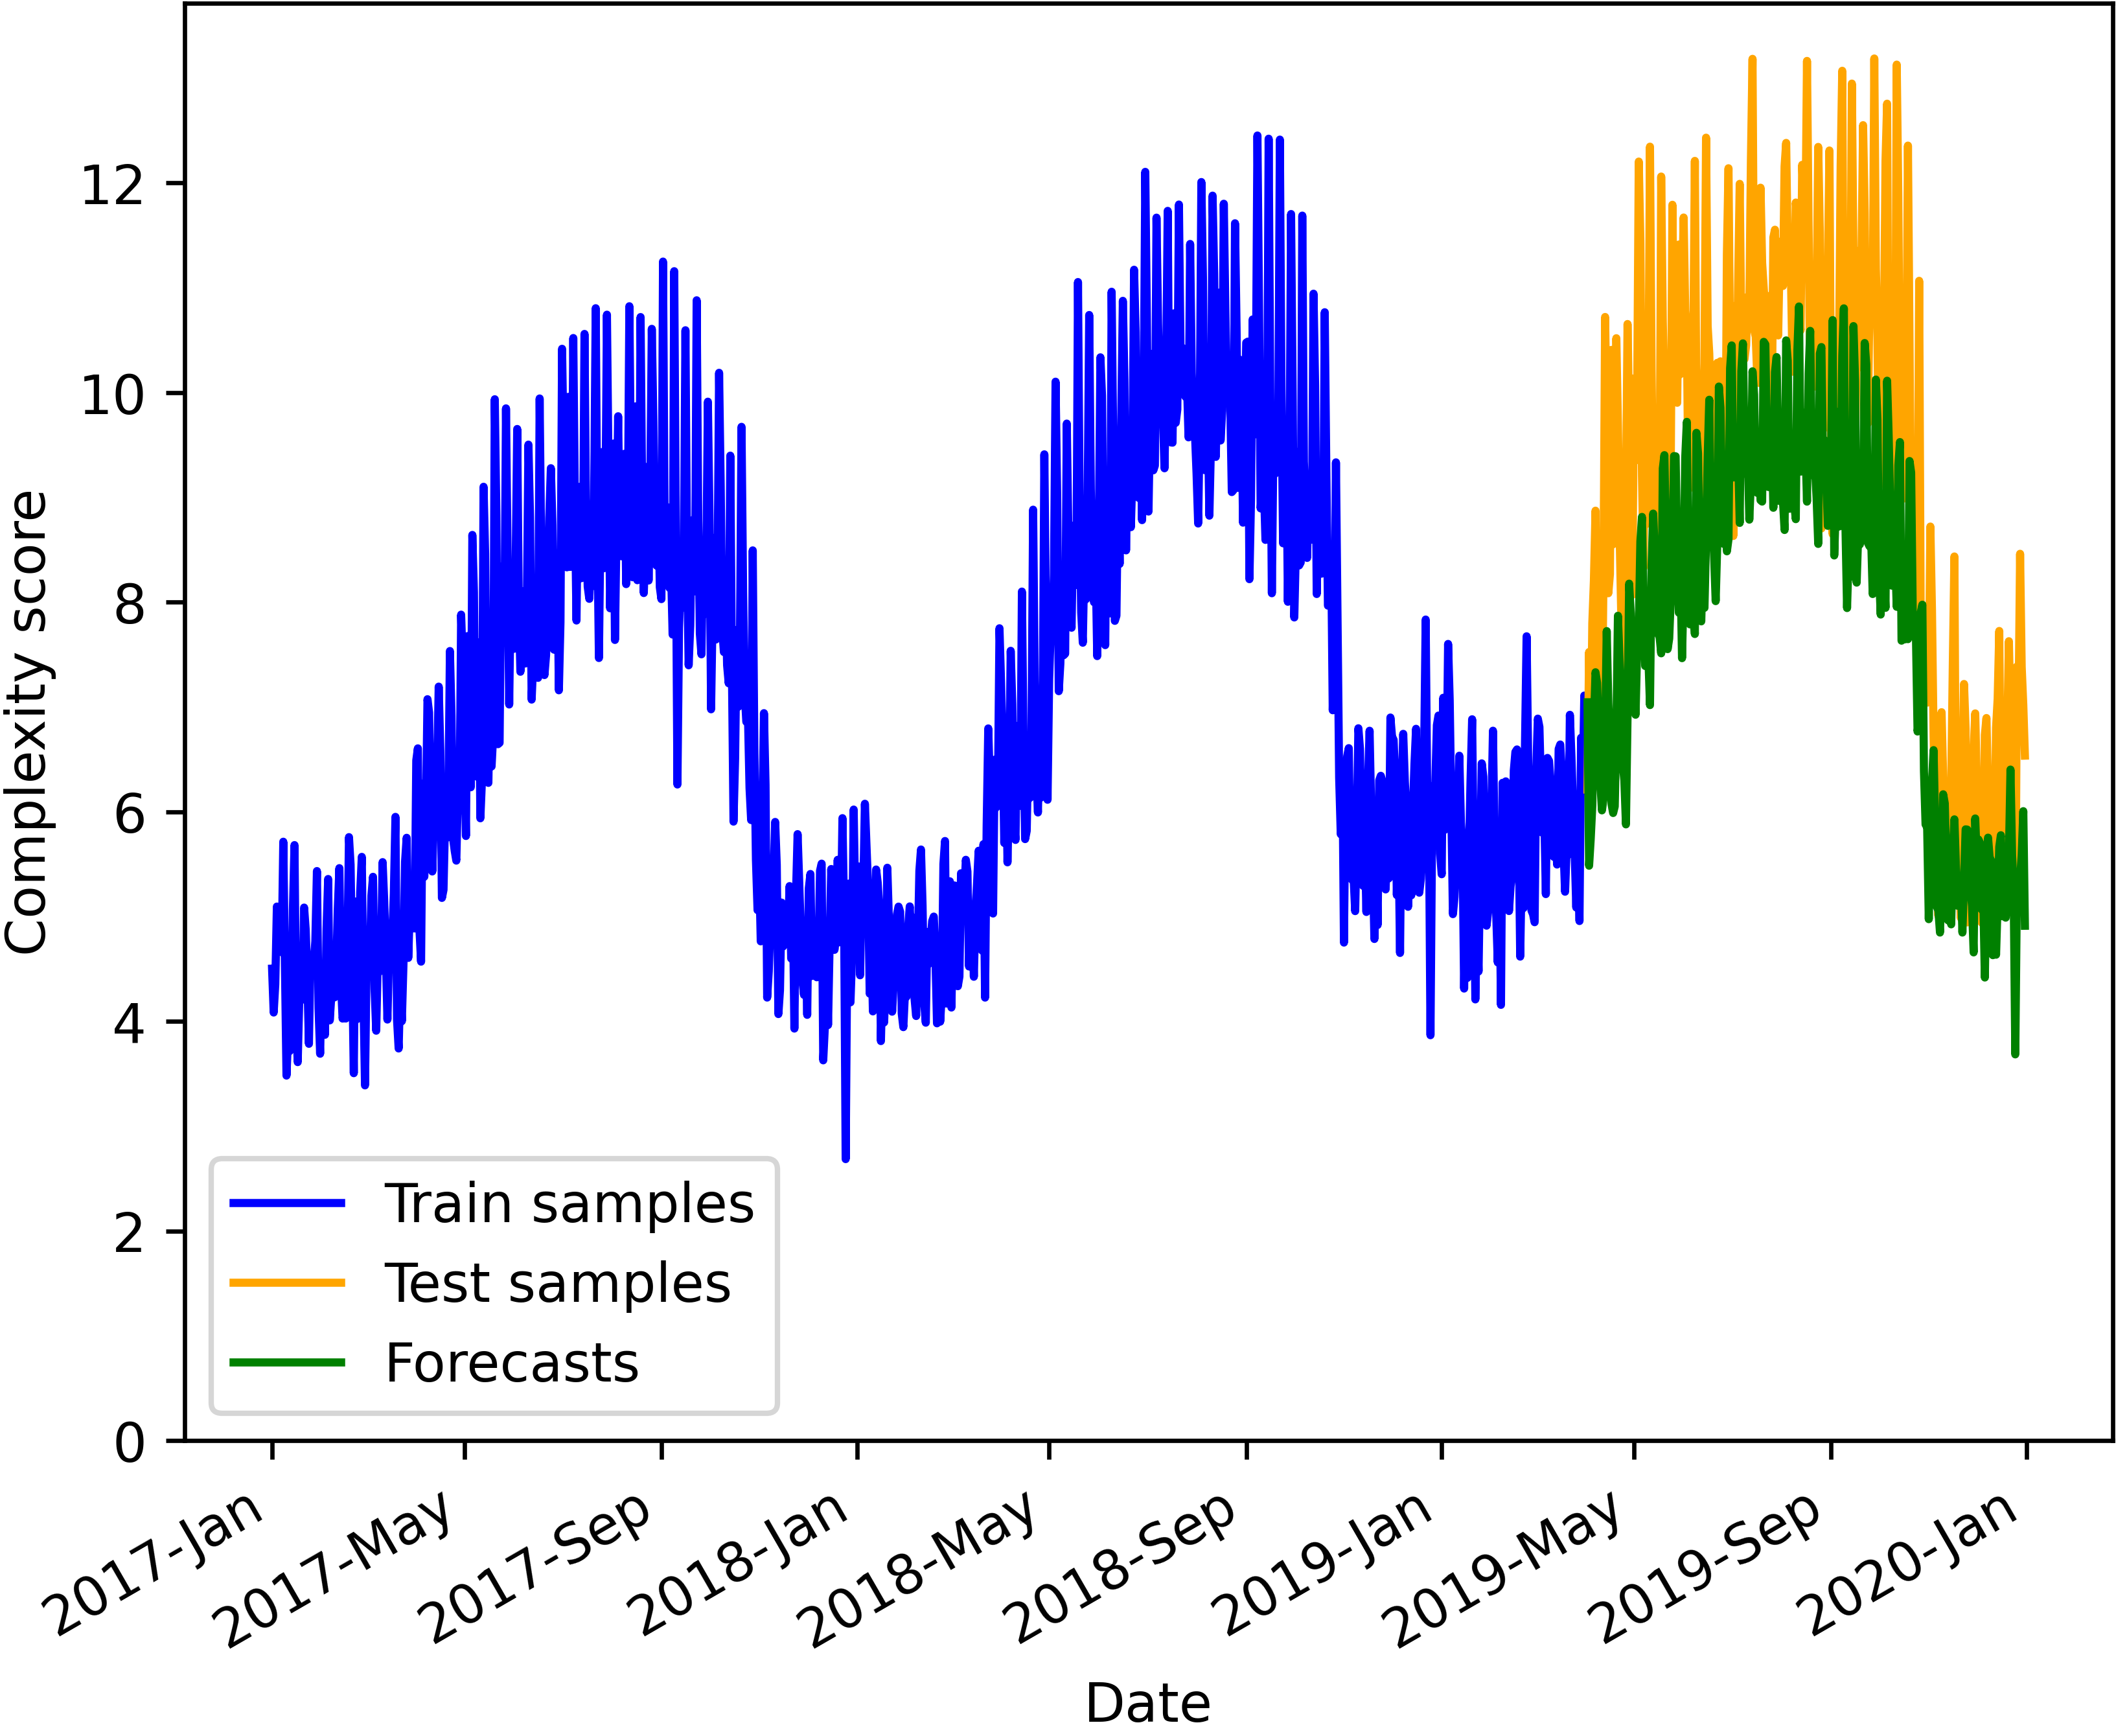 12
10
8
6
4
2
0
Complexity score
Train samples
Test samples
Forecasts
2017-Jan
2017-May
2017-Sep
2018-Jan
2018-May
2018-Sep
2019-Jan
2019-May
2019-Sep
2020-Jan
Date